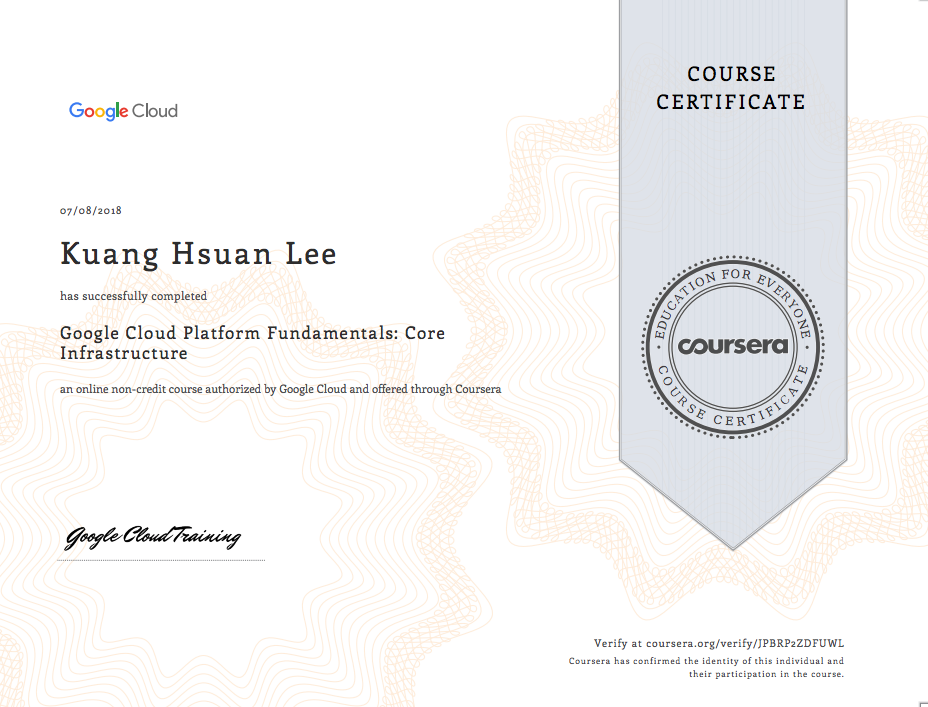 COURSE
CERTIFICATE
Google Cloud
07/08/2018
Kuang Hsuan Lee
has successfully completed
Google Cloud Platform Fundamentals: Core
Infrastructure
an online non-credit course authorized by Google Cloud and offered through Coursera
EDUCATION FOR EVERYONE
coursera
COURSE CERTIFICATE
Google Cloud Training
Verify at coursera.org/verify/JPBRP2ZDFUWL
Coursera has confirmed the identity of this individual and
their participation in the course.